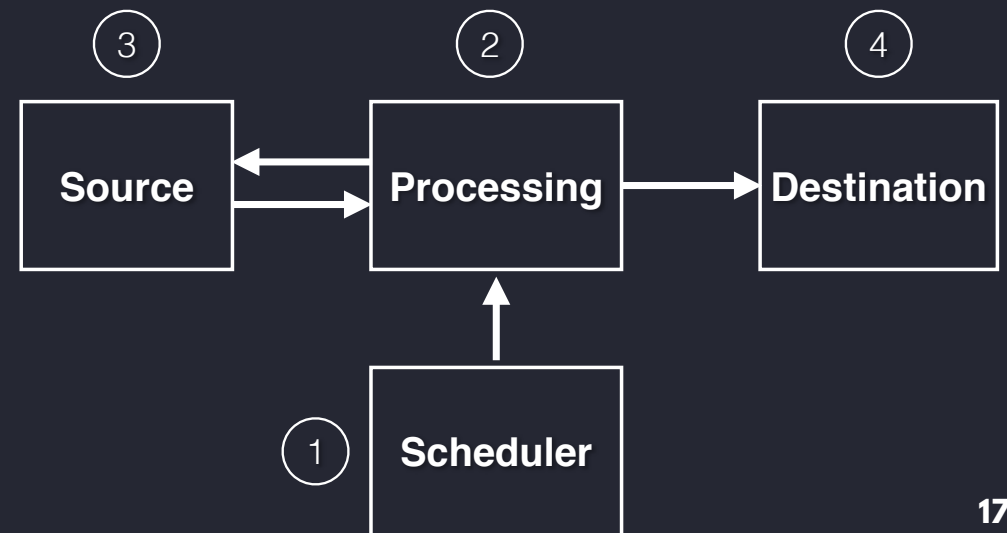 3
2
4
Source
Processing
Destination
1
Scheduler
17